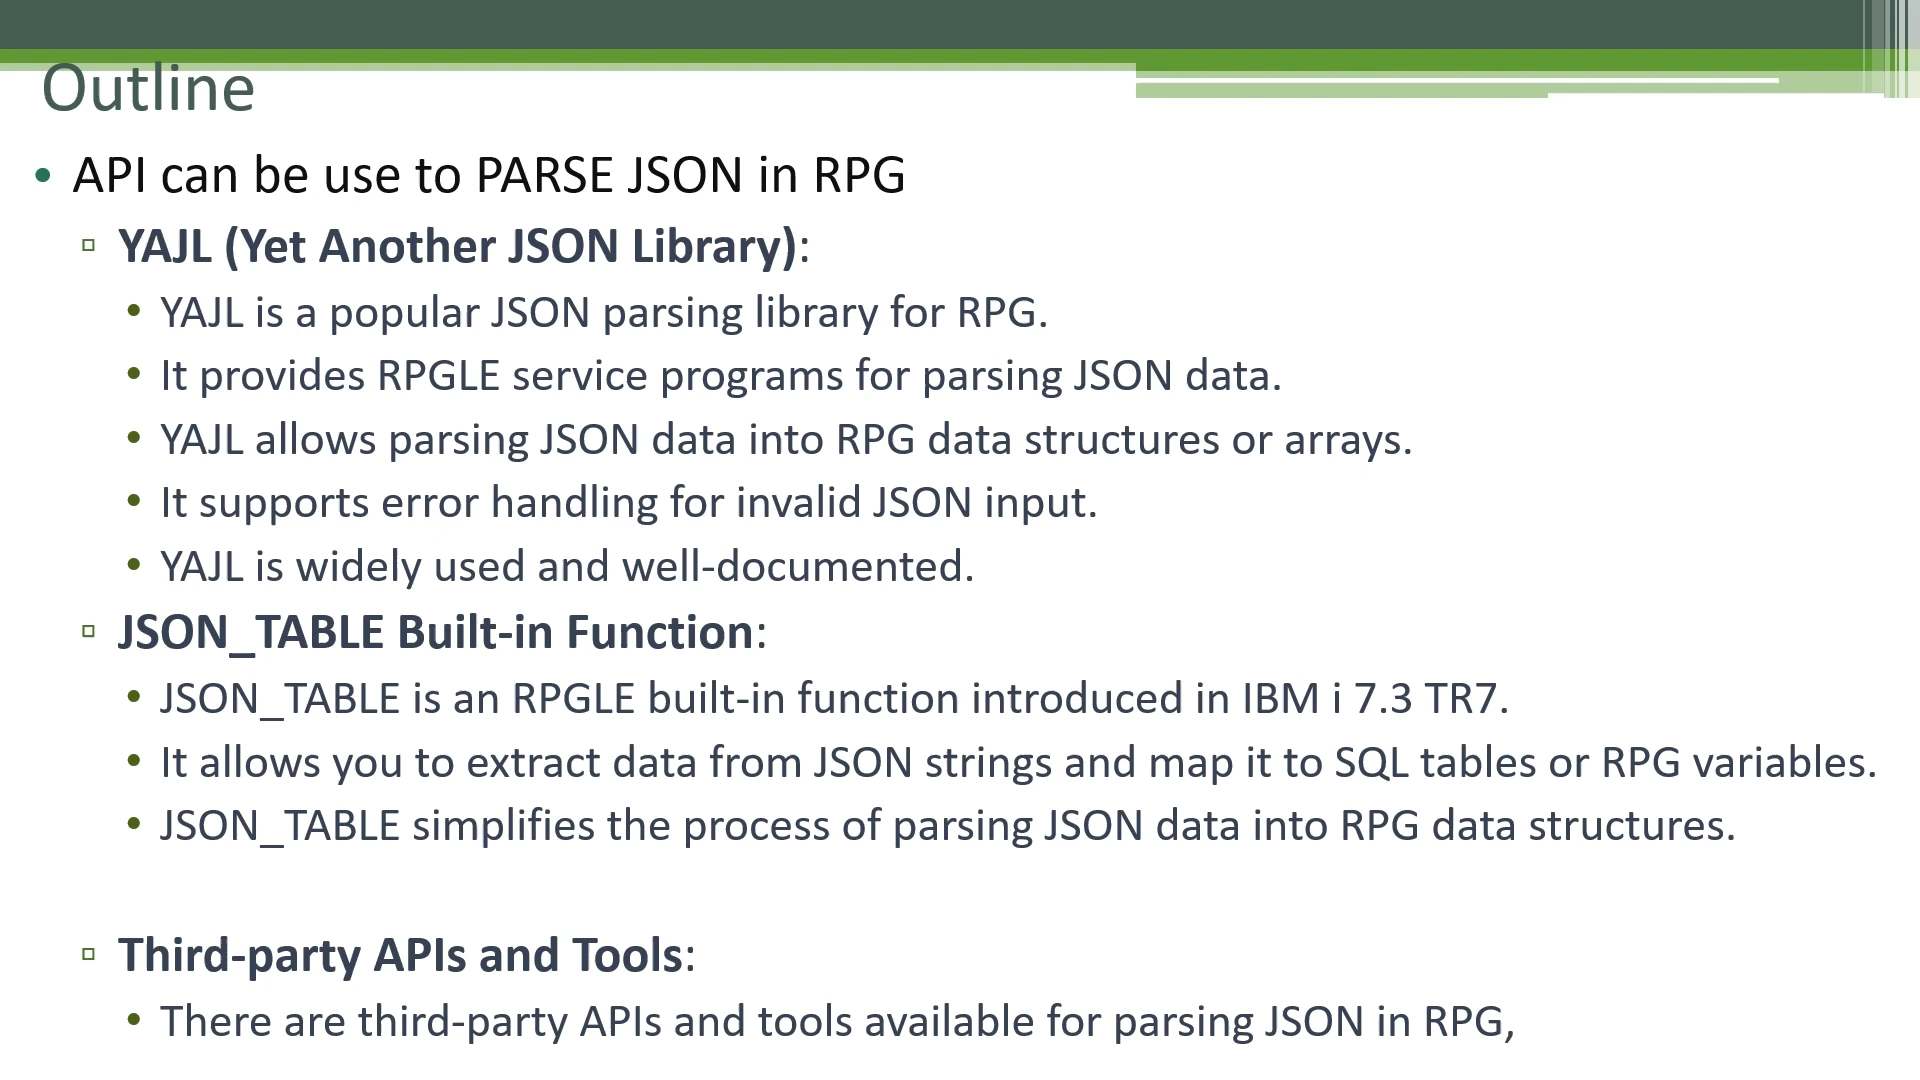 Outline
• API can be use to PARSE JSON in RPG
▫ YAJL (Yet Another JSON Library):
• YAJL is a popular JSON parsing library for RPG.
• It provides RPGLE service programs for parsing JSON data.
• YAJL allows parsing JSON data into RPG data structures or arrays.
• It supports error handling for invalid JSON input.
• YAJL is widely used and well-documented.
▫ JSON_TABLE Built-in Function:
• JSON_TABLE is an RPGLE built-in function introduced in IBM i 7.3 TR7.
• It allows you to extract data from JSON strings and map it to SQL tables or RPG variables.
• JSON_TABLE simplifies the process of parsing JSON data into RPG data structures.
▫ Third-party APIs and Tools:
• There are third-party APIs and tools available for parsing JSON in RPG,